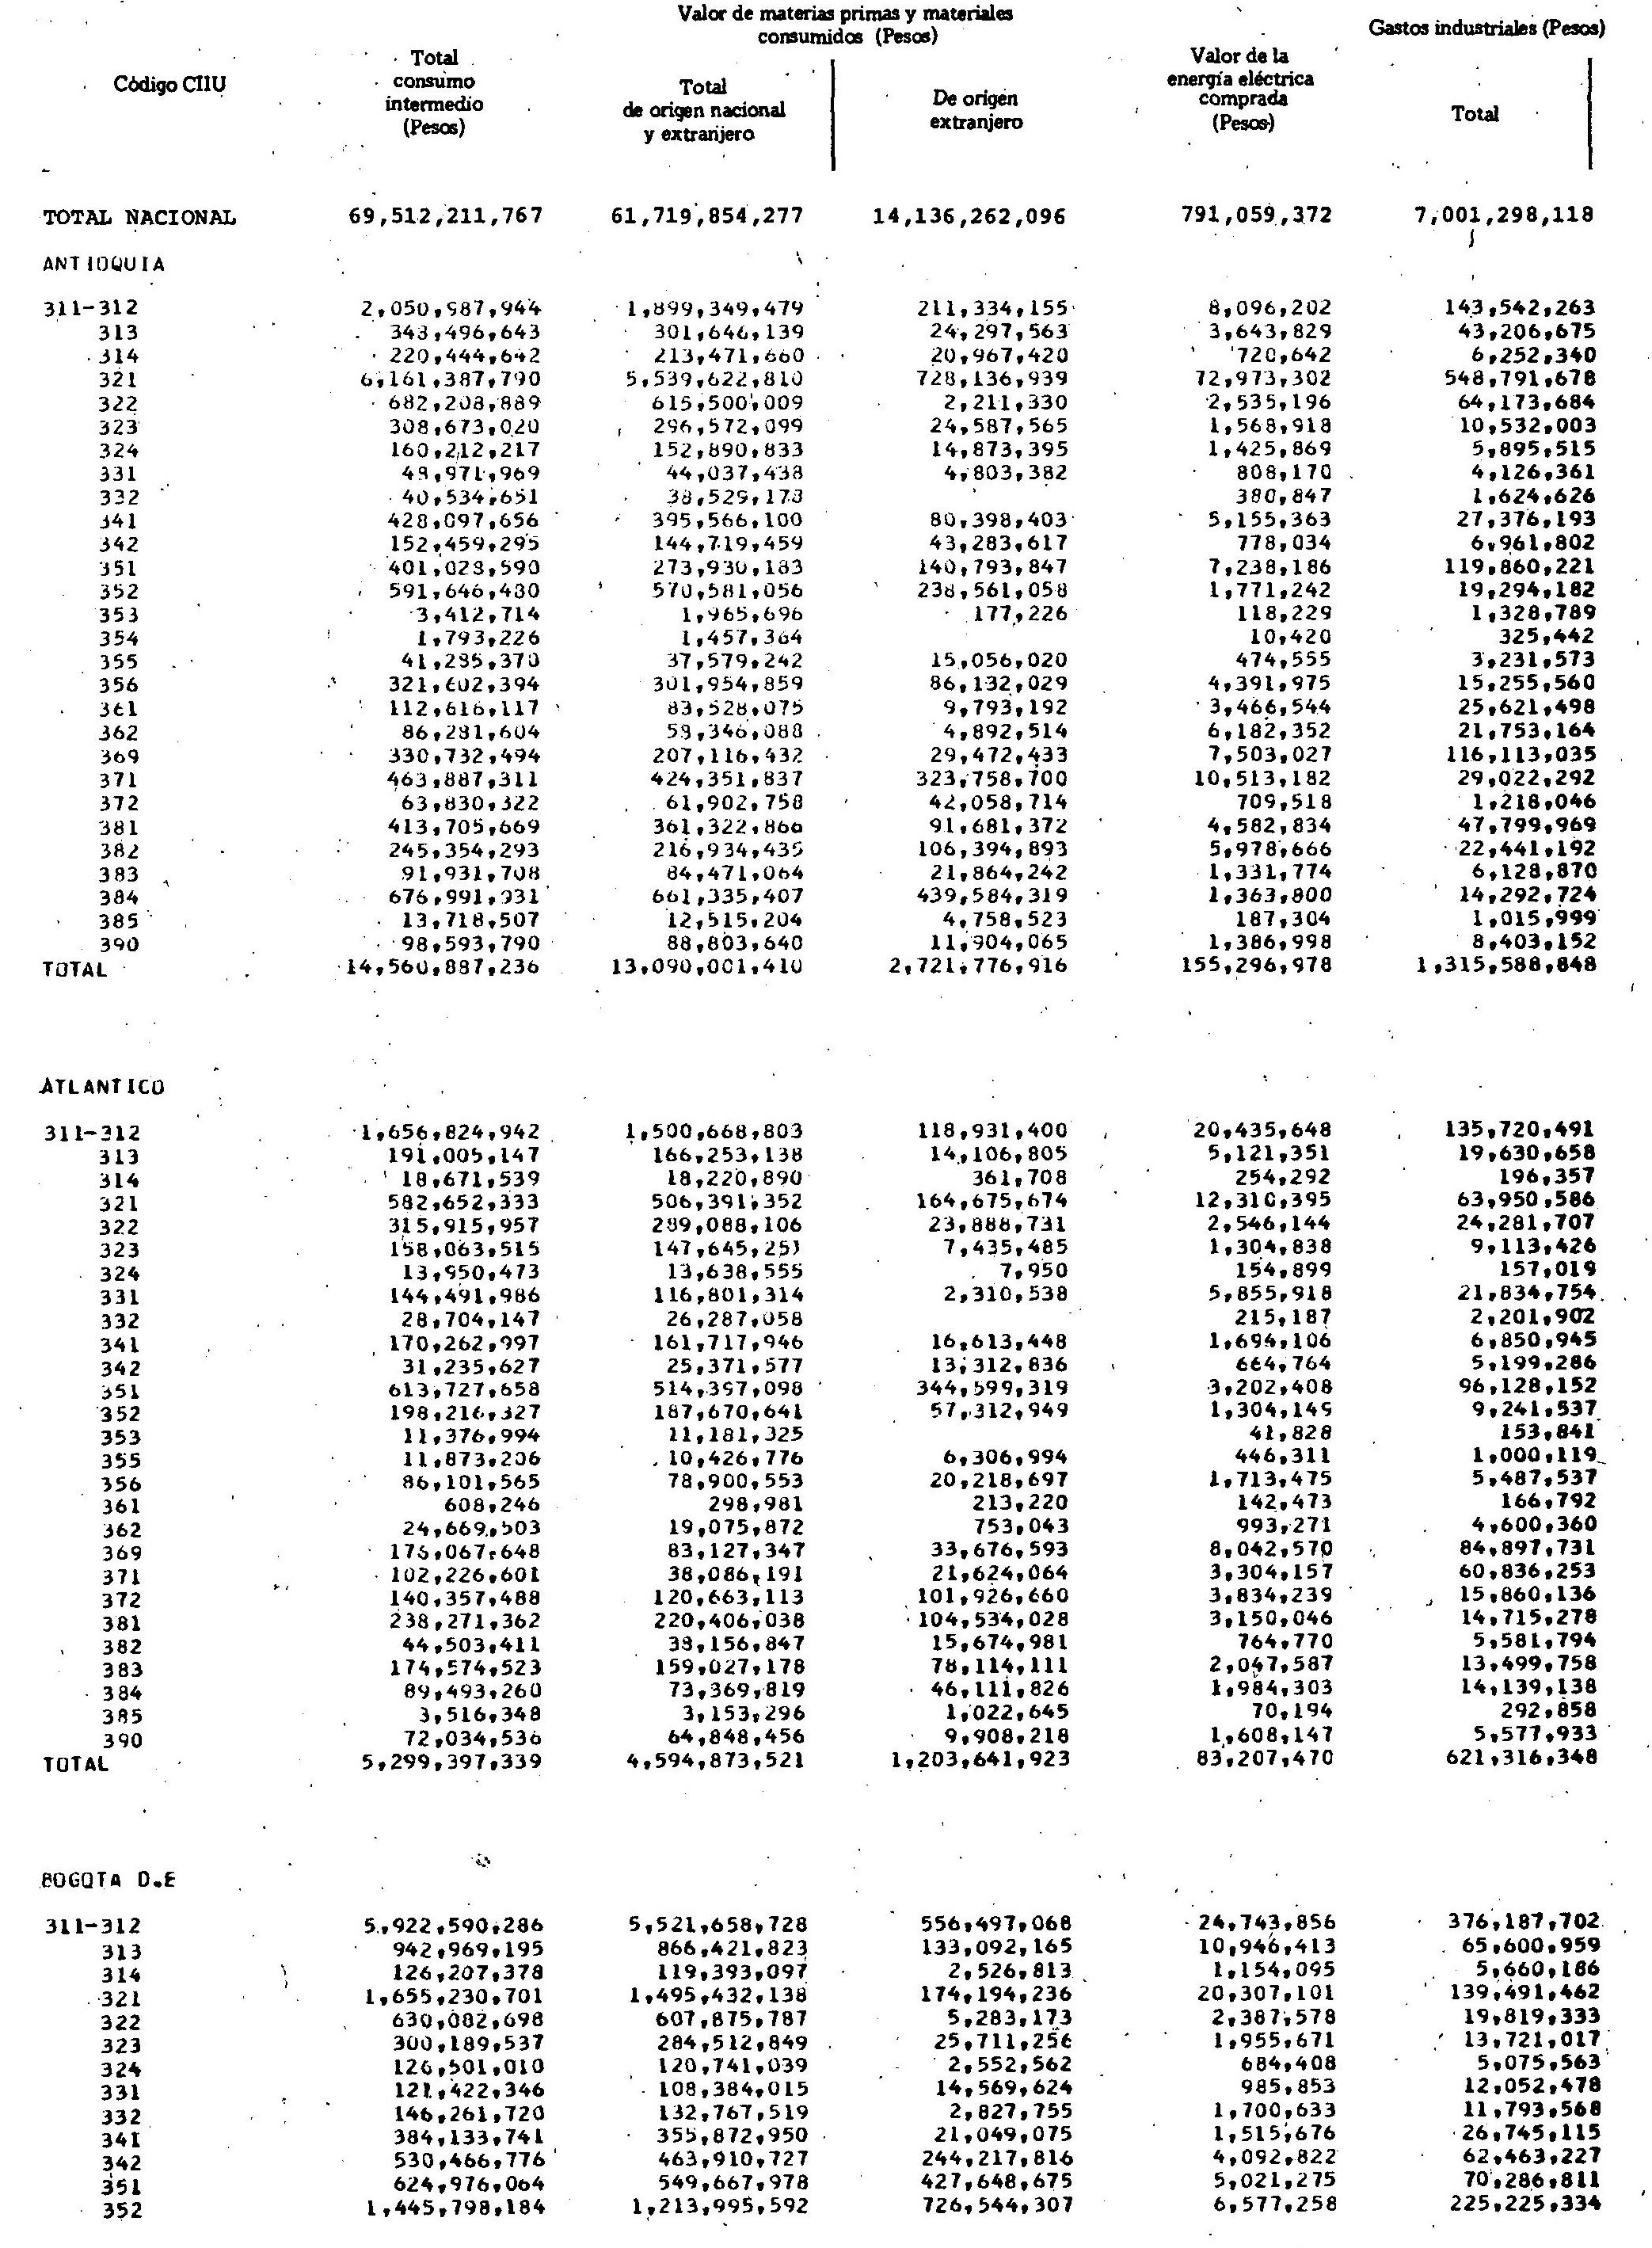 Valor de materias primas y materiales consumidos (Pesos)
Gastos industriales (Pesos)
Código CIIU
Total consumo intermedio (Pesos)
Total de origen nacional y extranjero
De origen extranjero
Valor de la energía eléctrica comprada (Pesos)
Total
TOTAL NACIONAL 69,512,211,767 61,719,854,277 14,136,262,096 791,059,372 7,001,298,118
ANTIOQUIA
311-312 2,050,987,944 1,899,349,479 211,334,155 8,096,202 143,542,263
313 348,496,643 301,646,139 24,297,563 3,643,829 43,206,675
314 220,444,642 213,471,660 20,967,420 720,642 6,252,340
321 6,161,387,790 5,539,622,810 728,136,939 72,973,302 548,791,678
322 682,208,889 615,500,009 2,211,330 2,535,196 64,173,684
323 308,673,020 296,572,099 24,587,565 1,568,918 10,532,003
324 160,212,217 152,890,833 14,873,395 1,425,869 5,895,515
331 48,971,969 44,037,438 4,803,382 808,170 4,126,361
332 40,534,651 38,529,178 380,847 1,624,626
341 428,097,656 395,566,100 80,398,403 5,155,363 27,376,193
342 152,459,295 144,719,459 43,283,617 778,034 6,961,802
351 401,028,590 273,930,183 140,793,847 7,238,186 119,860,221
352 591,646,480 570,581,056 238,561,058 1,771,242 19,294,182
353 3,412,714 1,965,696 177,226 118,229 1,328,789
354 1,793,226 1,457,364 10,420 325,442
355 41,285,370 37,579,242 15,056,020 474,555 3,231,573
356 321,602,394 301,954,859 86,132,029 4,391,975 15,255,560
361 112,616,117 83,528,075 9,793,192 3,466,544 25,621,498
362 86,281,604 58,346,088 4,892,514 6,182,352 21,753,164
369 330,732,494 207,116,432 29,472,433 7,503,027 116,113,035
371 463,887,311 424,351,837 323,758,700 10,513,182 29,022,292
372 63,830,322 61,902,758 42,058,714 709,518 1,218,046
381 413,705,669 361,322,866 91,681,372 4,582,834 47,799,969
382 245,354,293 216,934,435 106,394,893 5,978,666 22,441,192
383 91,931,708 84,471,064 21,864,242 1,331,774 6,128,870
384 676,991,931 661,335,407 439,584,319 1,363,800 14,292,724
385 13,718,507 12,515,204 4,758,523 187,304 1,015,999
390 98,593,790 88,803,640 11,904,065 1,386,998 8,403,152
TOTAL 14,560,887,236 13,090,001,410 2,721,776,916 155,296,978 1,315,588,848
ATLANTICO
311-312 1,656,824,942 1,500,668,803 118,931,400 20,435,648 135,720,491
313 191,005,147 166,253,138 14,106,805 5,121,351 19,630,658
314 18,671,539 18,220,890 361,708 254,292 196,357
321 582,652,333 506,391,352 164,675,674 12,310,395 63,950,586
322 315,915,957 289,088,106 23,888,731 2,546,144 24,281,707
323 158,063,515 147,645,251 7,435,485 1,304,838 9,113,426
324 13,950,473 13,638,555 7,950 154,899 157,019
331 144,491,986 116,801,314 2,310,538 5,855,918 21,834,754
332 28,704,147 26,287,058 215,187 2,201,902
341 170,262,997 161,717,946 16,613,448 1,694,106 6,850,945
342 31,235,627 25,371,577 13,312,836 664,764 5,199,286
351 613,727,658 514,397,098 344,599,319 3,202,408 96,128,152
352 198,216,327 187,670,641 57,312,949 1,304,149 9,241,537
353 11,376,994 11,181,325 41,828 153,841
355 11,873,206 10,426,776 6,306,994 446,311 1,000,119
356 86,101,565 78,900,553 20,218,697 1,713,475 5,487,537
361 608,246 298,981 213,220 142,473 166,792
362 24,669,503 19,075,872 753,043 993,271 4,600,360
369 176,067,648 83,127,347 33,676,593 8,042,570 84,897,731
371 102,226,601 38,086,191 21,624,064 3,304,157 60,836,253
372 140,357,488 120,663,113 101,926,660 3,834,239 15,860,136
381 238,271,362 220,406,038 104,534,028 3,150,046 14,715,278
382 44,503,411 38,156,847 15,674,981 764,770 5,581,794
383 174,574,523 159,027,178 78,114,111 2,047,587 13,499,758
384 89,493,260 73,369,819 46,111,826 1,984,303 14,139,138
385 3,516,348 3,153,296 1,022,645 70,194 292,858
390 72,034,536 64,848,456 9,908,218 1,608,147 5,577,933
TOTAL 5,299,397,339 4,594,873,521 1,203,641,923 83,207,470 621,316,348
BOGOTA D.E
311-312 5,922,590,286 5,521,658,728 556,497,068 24,743,856 376,187,702
313 942,969,195 866,421,823 133,092,165 10,946,413 65,600,959
314 126,207,378 119,393,097 2,526,813 1,154,095 5,660,186
321 1,655,230,701 1,495,432,138 174,194,236 20,307,101 139,491,462
322 630,082,698 607,875,787 5,283,173 2,387,578 19,819,333
323 300,189,537 284,512,849 25,711,256 1,955,671 13,721,017
324 126,501,010 120,741,039 2,552,562 684,408 5,075,563
331 121,422,346 108,384,015 14,569,624 985,853 12,052,478
332 146,261,720 132,767,519 2,827,755 1,700,633 11,793,568
341 384,133,741 355,872,950 21,049,075 1,515,676 26,745,115
342 530,466,776 463,910,727 244,217,816 4,092,822 62,463,227
351 624,976,064 549,667,978 427,648,675 5,021,275 70,286,811
352 1,445,798,184 1,213,995,592 726,544,307 6,577,258 225,225,334